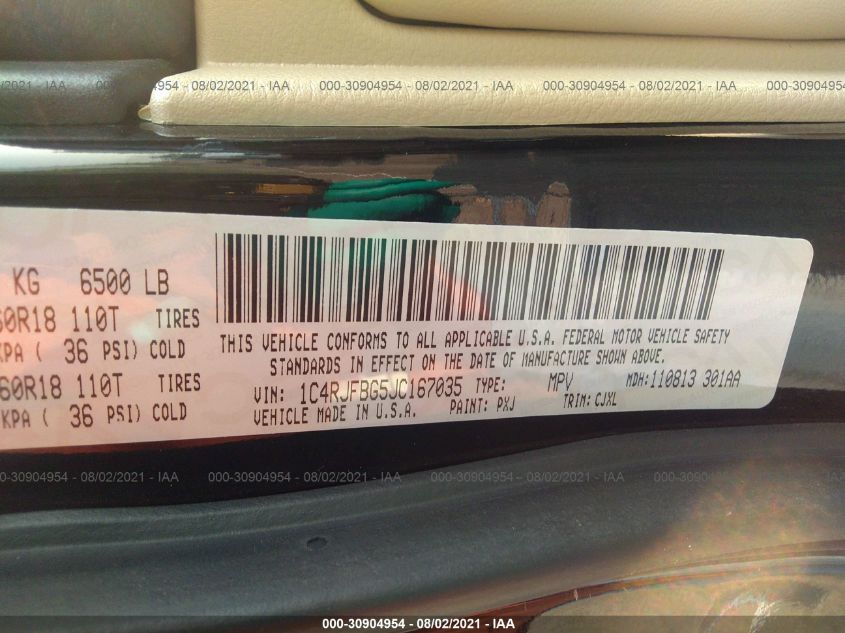 /2021 - IAA 000-30904954 - 08/02/2021 - IAA 000-30904954 - 08/02/2021 - IAA 000-30904954 - 0
KG 6500 LB
60R18 110T TIRES
KPA ( 36 PSI) COLD
60R18 110T TIRES
KPA ( 36 PSI) COLD
THIS VEHICLE CONFORMS TO ALL APPLICABLE U.S.A. FEDERAL MOTOR VEHICLE SAFETY
STANDARDS IN EFFECT ON THE DATE OF MANUFACTURE SHOWN ABOVE.
VIN: 1C4RJFBG5JC167035 TYPE: MPV MDH:110813 301AA
VEHICLE MADE IN U.S.A. PAINT: PXJ TRIM: CJXL
000-30904954 - 08/02/2021 - IAA 000-30904954 - 08/02/2021 - IAA 000-30904954 - 08/02/2021 - IAA
000-30904954 - 08/02/2021 - IAA